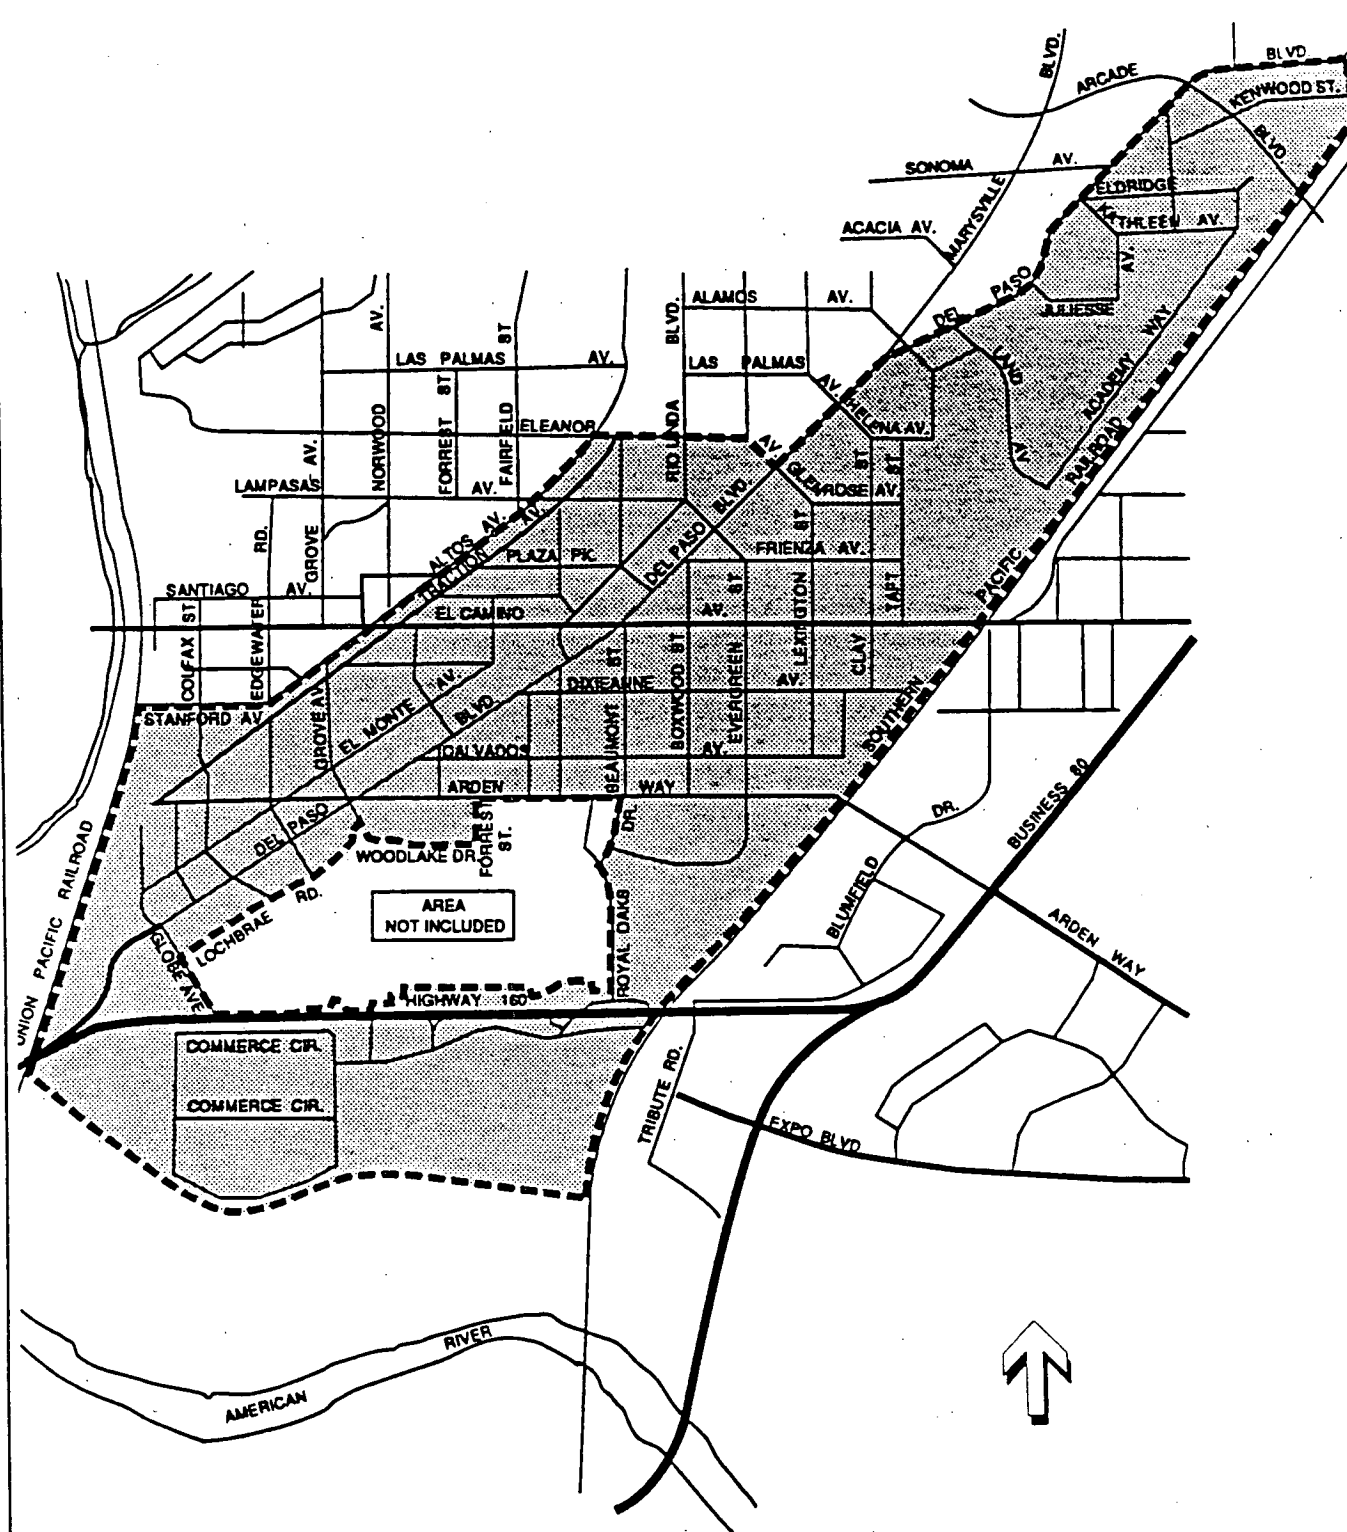 BLVD.
BLVD.
ARCADE
KENWOOD ST.
BLVD
SONOMA AV.
ELDRIDGE
MARYSVILLE
KATHLEEN AV.
ACACIA AV.
AV.
DEL PASO
JULIESSE
ALAMOS AV.
AV.
BLVD.
ST
LAS PALMAS AV.
LAS PALMAS AV
LAND AV
ACADEMY WAY
HELENA AV.
NORWOOD
FORREST ST
FAIRFIELD
ELEANOR
RIO LINDA
AV.
AV.
GLENROSE AV.
ST
ST
RAILROAD
LAMPASAS AV.
AV.
BLVD.
ST
RD.
GROVE
ALTOS AV.
TRACTION
PLAZA PK.
DEL PASO
FRIENZA AV.
PACIFIC
SANTIAGO AV.
COLFAX ST
EDGEWATER
EL CAMINO
AV.
ST
LEXINGTON
TAFT
CLAY
ST
BOXWOOD ST
EVERGREEN
DIXIEANNE AV.
STANFORD AV.
GROVE AV.
EL MONTE AV.
BLVD.
SOUTHERN
CALVADOS AV.
BEAUMONT
ARDEN WAY
BUSINESS 80
DEL PASO
DR.
DR.
WOODLAKE DR.
FORREST ST.
UNION PACIFIC RAILROAD
BLUMFIELD
LOCHBRAE RD.
AREA
NOT INCLUDED
ARDEN WAY
GLOBE AVE
ROYAL OAKS
HIGHWAY 160
COMMERCE CIR.
COMMERCE CIR.
TRIBUTE RD.
EXPO BLVD
AMERICAN RIVER